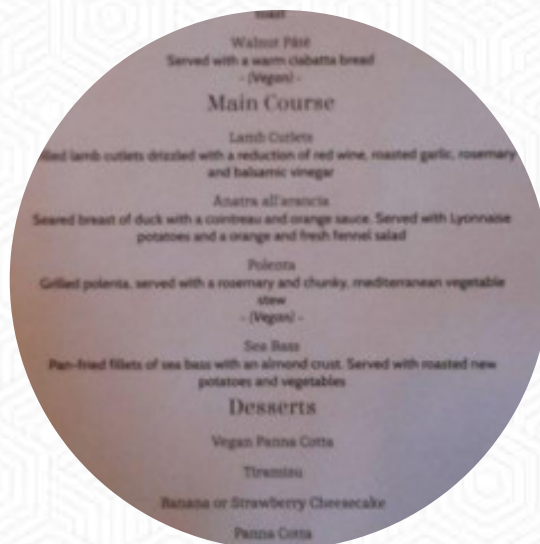 toast
Walnut Pâté
Served with a warm ciabatta bread
- (Vegan) -
Main Course
Lamb Cutlets
lamb cutlets drizzled with a reduction of red wine, roasted garlic, rosemary
and balsamic vinegar
Anatra all'arancia
Seared breast of duck with a cointreau and orange sauce. Served with Lyonnaise
potatoes and a orange and fresh fennel salad
Polenta
Grilled polenta, served with a rosemary and chunky, mediterranean vegetable
stew
- (Vegan) -
Sea Bass
Pan-fried fillets of sea bass with an almond crust. Served with roasted new
potatoes and vegetables
Desserts
Vegan Panna Cotta
Tiramisu
Banana or Strawberry Cheesecake
Panna Cotta